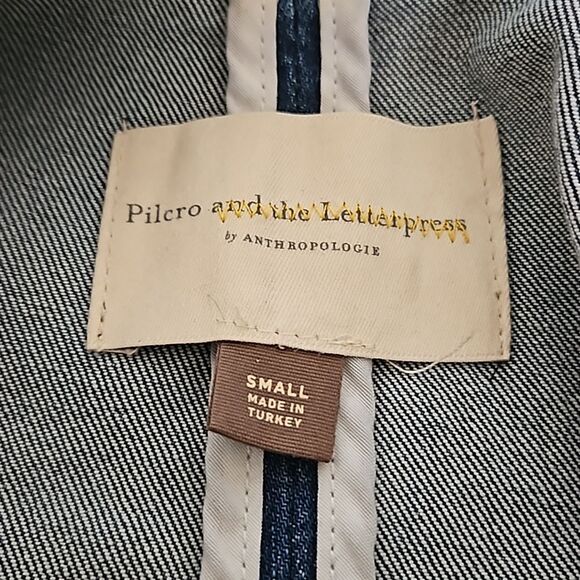 Pilcro and the Letterpress
by ANTHROPOLOGIE
SMALL
MADE IN
TURKEY